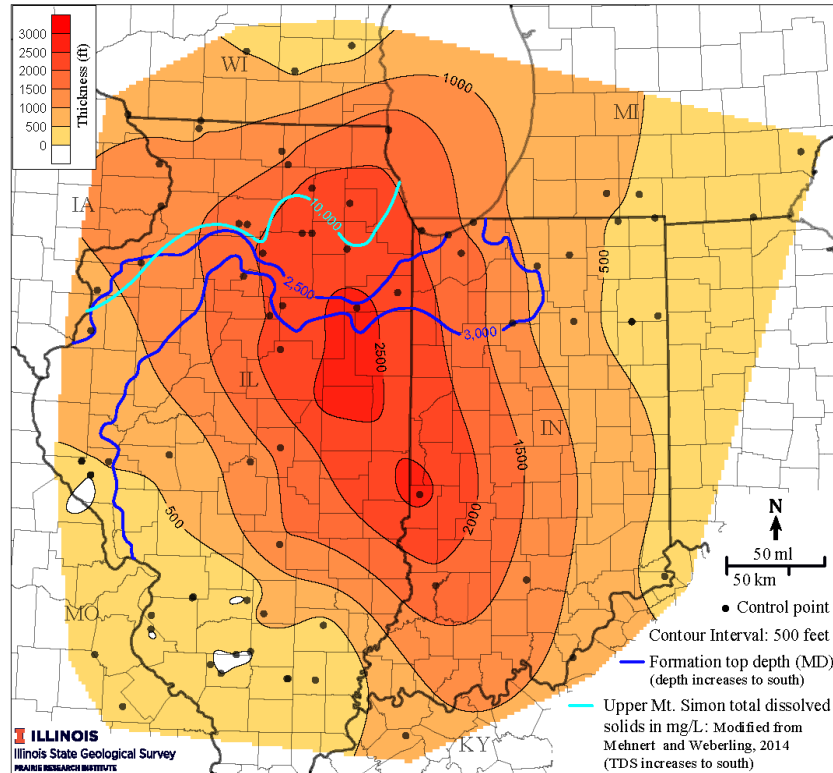 3000
2500
2000
1500
1000
500
0
Thickness (ft)
WI
1000
MI
IA
10,000
2,500
500
3,000
2500
IL
IN
1500
2000
500
MO
KY
N
50 ml
50 km
Control point
Contour Interval: 500 feet
Formation top depth (MD)
(depth increases to south)
Upper Mt. Simon total dissolved
solids in mg/L: Modified from
Mehnert and Weberling, 2014
(TDS increases to south)
I ILLINOIS
Illinois State Geological Survey
PRAIRIE RESEARCH INSTITUTE